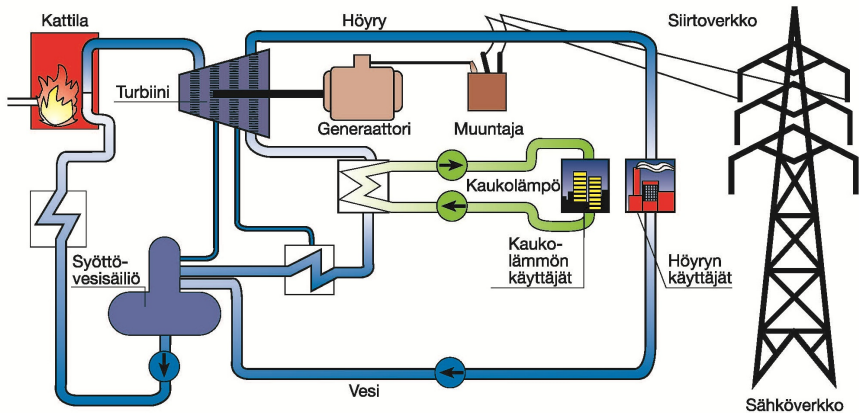 Kattila
Höyry
Siirtoverkko
Turbiini
Generaattori
Muuntaja
Kaukolämpö
Syöttö-
vesisäiliö
Kauko-
lämmön
käyttäjät
Höyryn
käyttäjät
Vesi
Sähköverkko